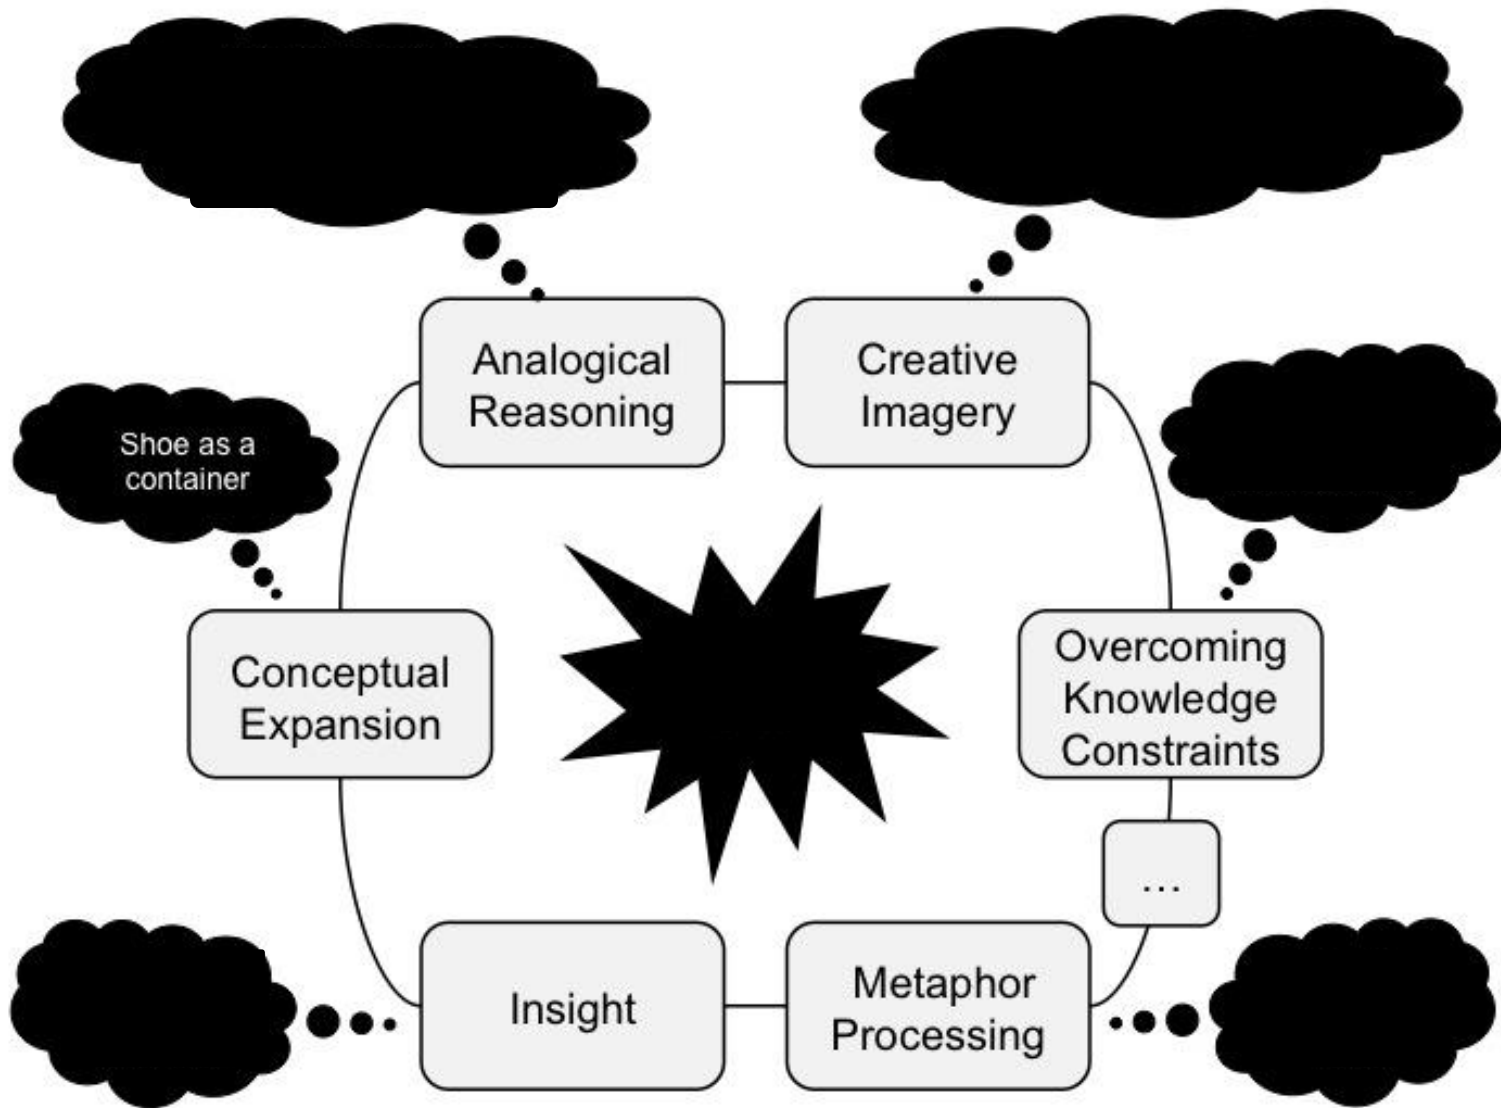 Analogical
Reasoning
Creative
Imagery
Shoe as a
container
Conceptual
Expansion
Overcoming
Knowledge
Constraints
...
Insight
Metaphor
Processing